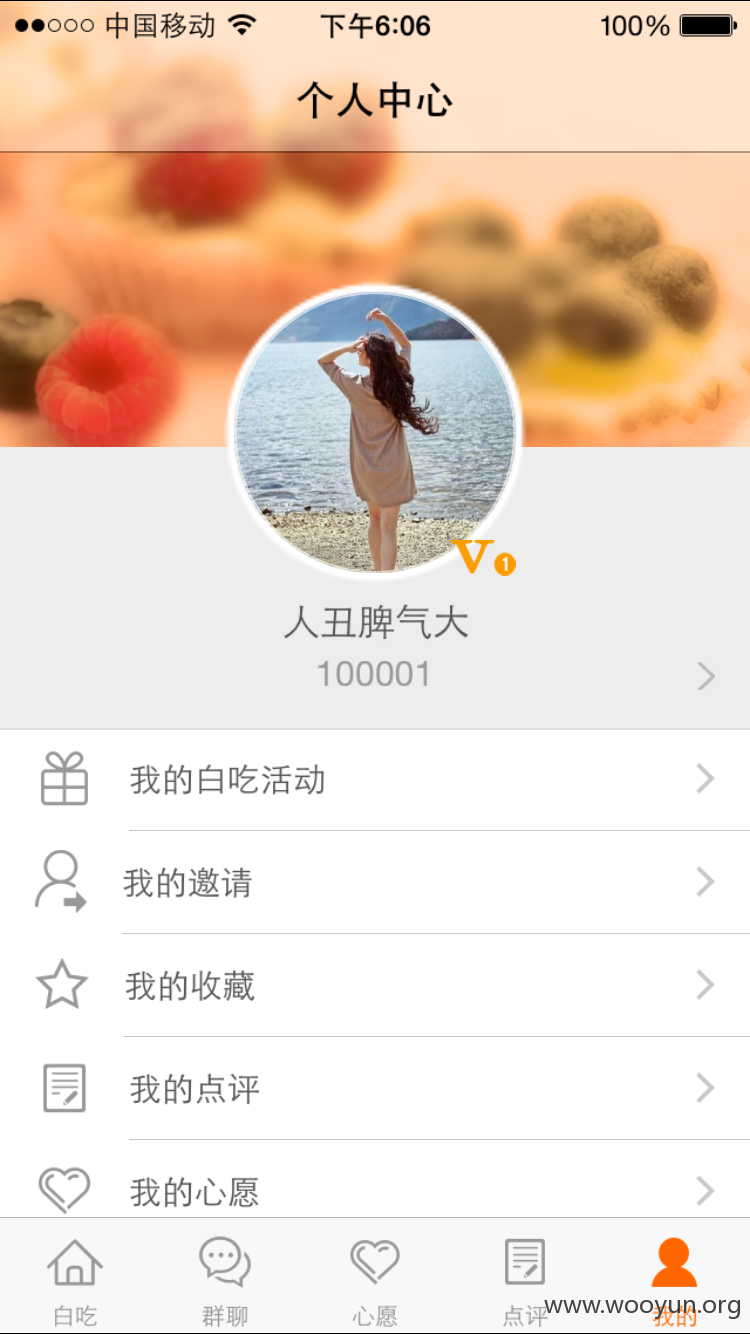 中国移动 下午6:06 100%
个人中心
V1
人丑脾气大
100001
我的白吃活动
我的邀请
我的收藏
我的点评
我的心愿
白吃 群聊 心愿 点评 我的
www.wooyun.org